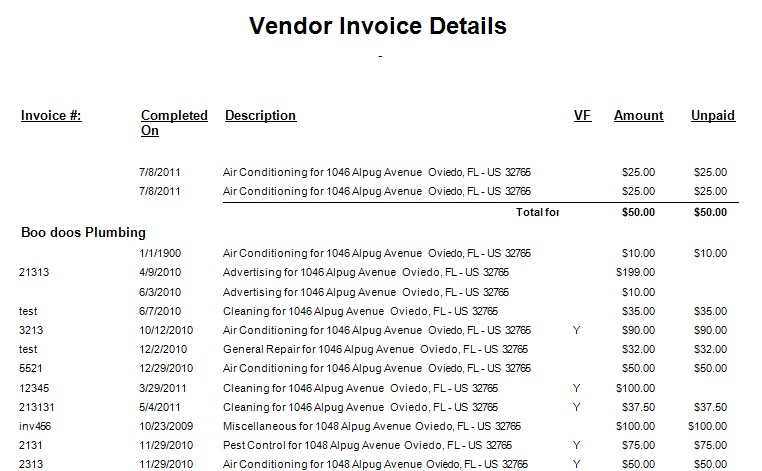 Vendor Invoice Details
-
Invoice #: Completed On Description VF Amount Unpaid
7/8/2011 Air Conditioning for 1046 Alpug Avenue Oviedo, FL - US 32765 $25.00 $25.00
7/8/2011 Air Conditioning for 1046 Alpug Avenue Oviedo, FL - US 32765 $25.00 $25.00
Total for $50.00 $50.00
Boo doos Plumbing
1/1/1900 Air Conditioning for 1046 Alpug Avenue Oviedo, FL - US 32765 $10.00 $10.00
21313 4/9/2010 Advertising for 1046 Alpug Avenue Oviedo, FL - US 32765 $199.00
6/3/2010 Advertising for 1046 Alpug Avenue Oviedo, FL - US 32765 $10.00
test 6/7/2010 Cleaning for 1046 Alpug Avenue Oviedo, FL - US 32765 $35.00 $35.00
3213 10/12/2010 Air Conditioning for 1046 Alpug Avenue Oviedo, FL - US 32765 Y $90.00 $90.00
test 12/2/2010 General Repair for 1046 Alpug Avenue Oviedo, FL - US 32765 $32.00 $32.00
5521 12/29/2010 Air Conditioning for 1046 Alpug Avenue Oviedo, FL - US 32765 $50.00 $50.00
12345 3/29/2011 Cleaning for 1046 Alpug Avenue Oviedo, FL - US 32765 Y $100.00
213131 5/4/2011 Cleaning for 1046 Alpug Avenue Oviedo, FL - US 32765 Y $37.50 $37.50
inv456 10/23/2009 Miscellaneous for 1048 Alpug Avenue Oviedo, FL - US 32765 $100.00 $100.00
2131 11/29/2010 Pest Control for 1048 Alpug Avenue Oviedo, FL - US 32765 Y $75.00 $75.00
2313 11/29/2010 Air Conditioning for 1048 Alpug Avenue Oviedo, FL - US 32765 Y $50.00 $50.00